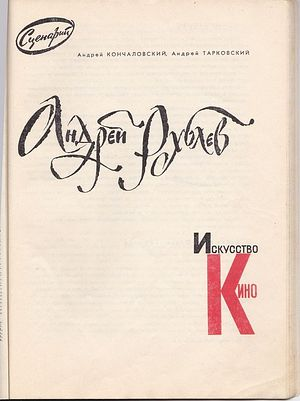 Сценарий
Андрей КОНЧАЛОВСКИЙ, Андрей ТАРКОВСКИЙ
Андрей Рублев
Искусство
Кино